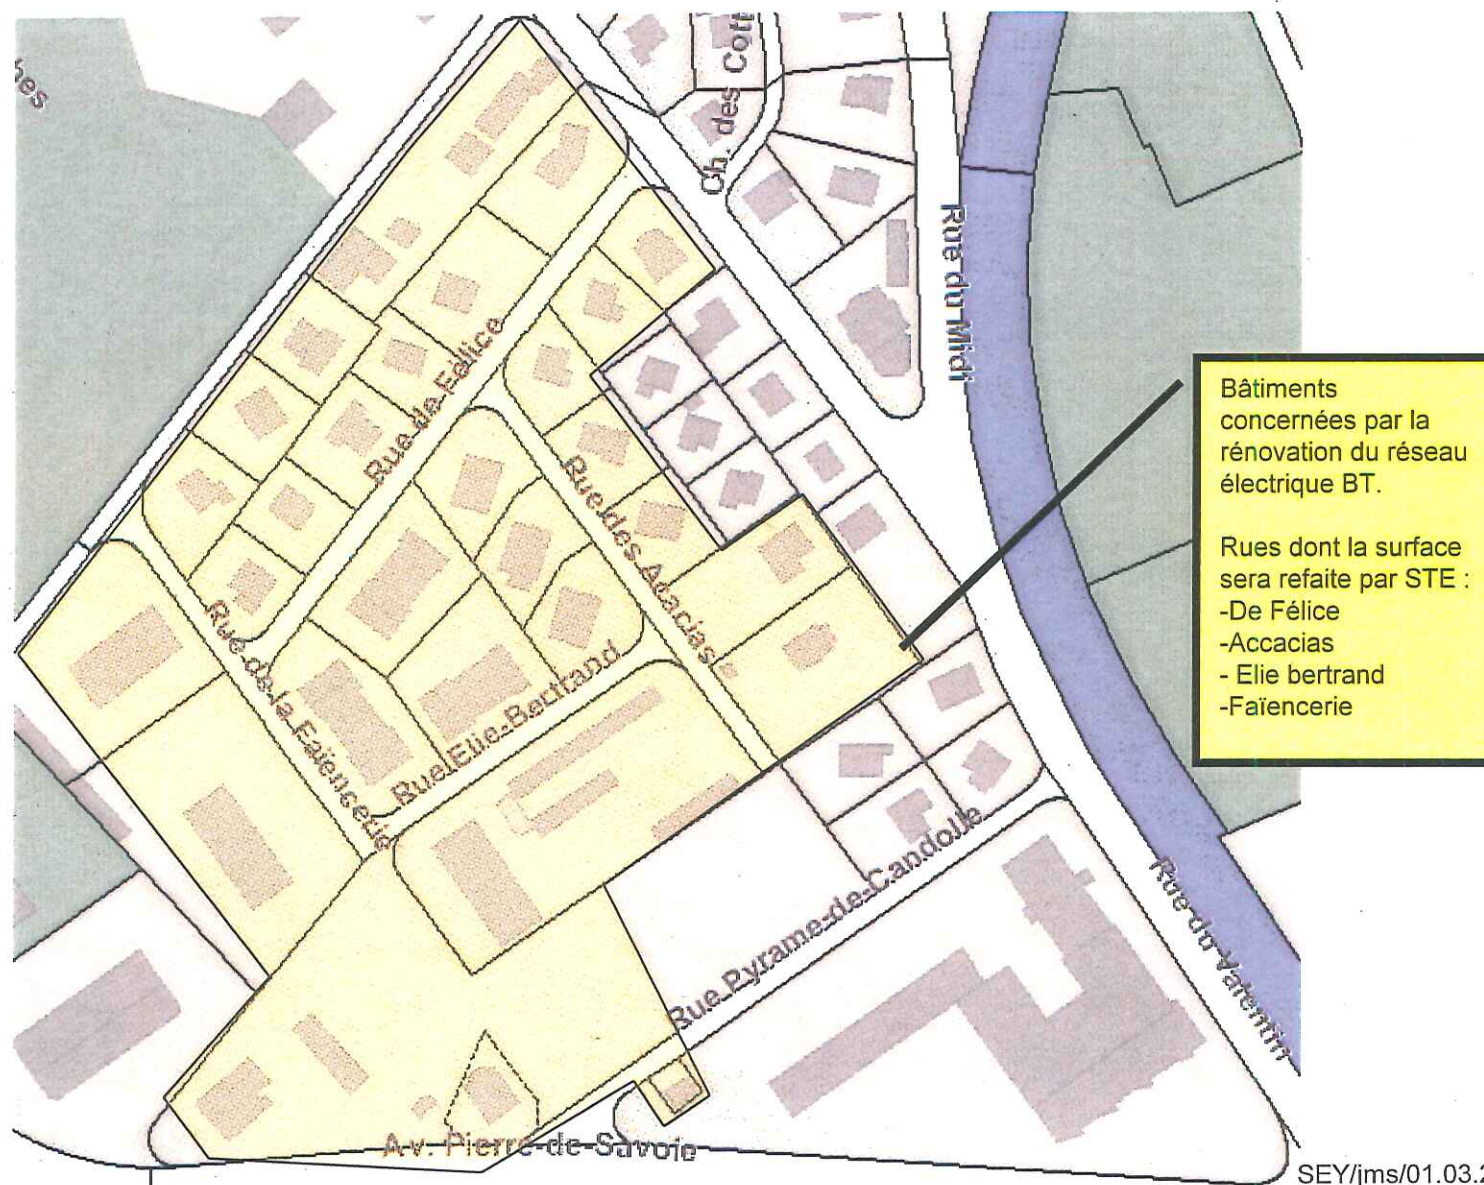 Ch. des
Rue du Midi
Rue de Félice
Rue des Acacias
Rue de la Faïencerie
Rue Elie-Bertrand
Rue Pyrame-de-Candolle
Rue du Valentin
Av. Pierre-de-Savoie
Bâtiments
concernées par la
rénovation du réseau
électrique BT.
Rues dont la surface
sera refaite par STE :
-De Félice
-Accacias
- Elie bertrand
-Faïencerie
SEY/jms/01.03.2